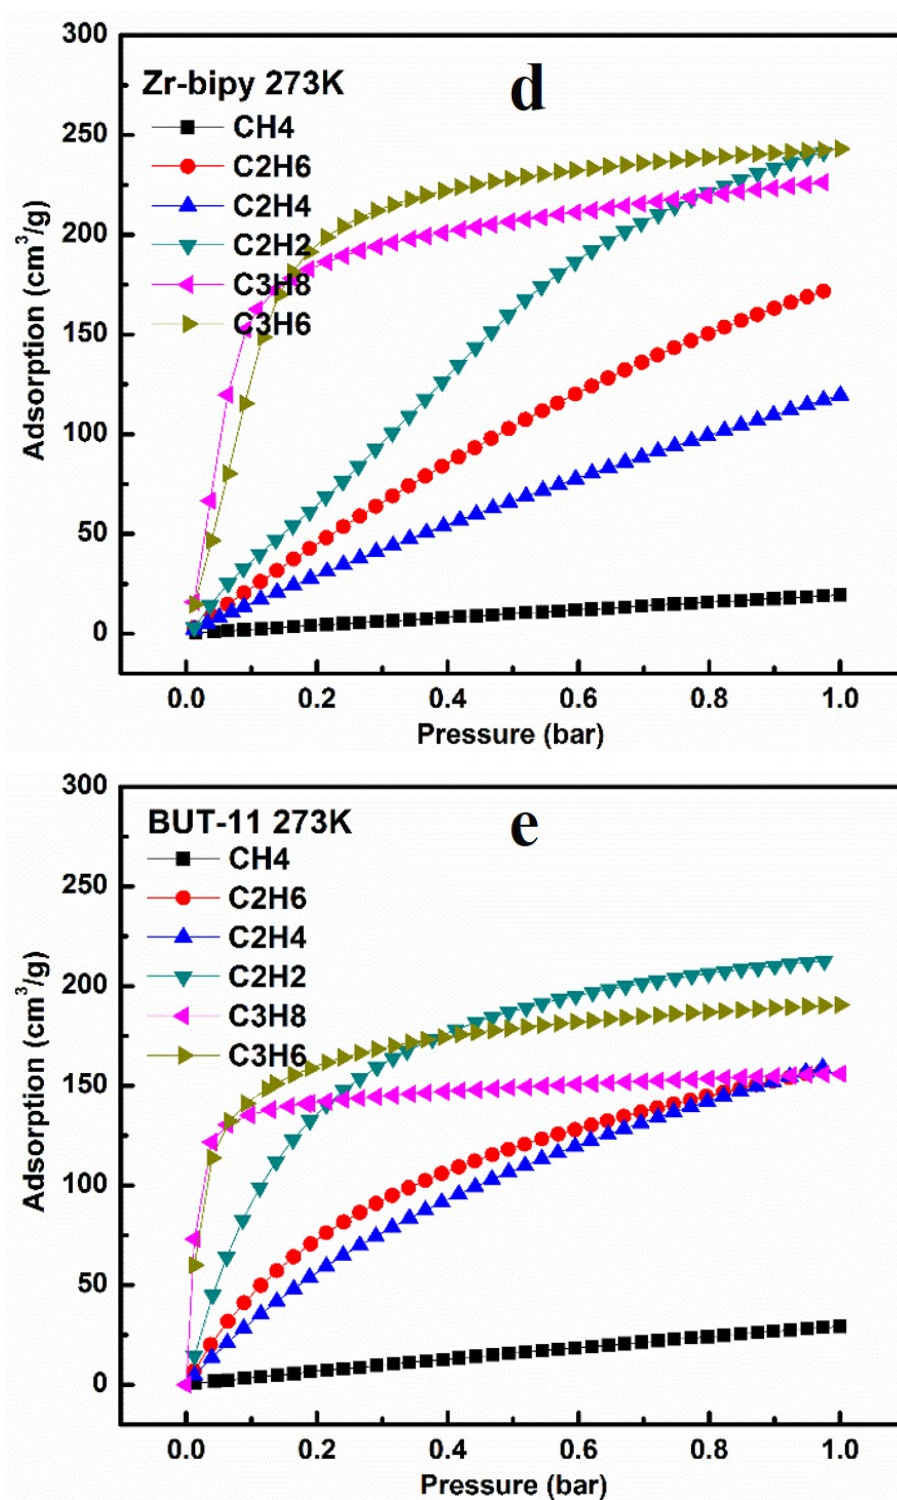 300
Zr-bipy 273K
d
CH4
250
C2H6
C2H4
200
C2H2
C3H8
150
C3H6
100
50
0
Adsorption (cm³/g)
0.0 0.2 0.4 0.6 0.8 1.0
Pressure (bar)
300
BUT-11 273K
e
CH4
250
C2H6
C2H4
200
C2H2
C3H8
150
C3H6
100
50
0
Adsorption (cm³/g)
0.0 0.2 0.4 0.6 0.8 1.0
Pressure (bar)